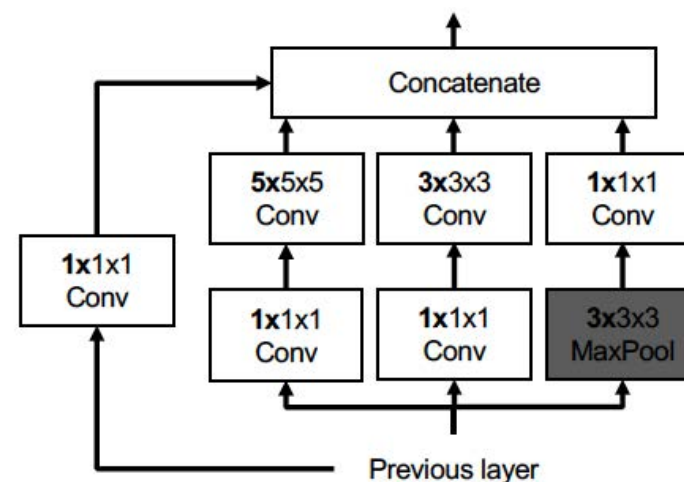 Concatenate
5x5x5
Conv
3x3x3
Conv
1x1x1
Conv
1x1x1
Conv
1x1x1
Conv
1x1x1
Conv
3x3x3
MaxPool
Previous layer